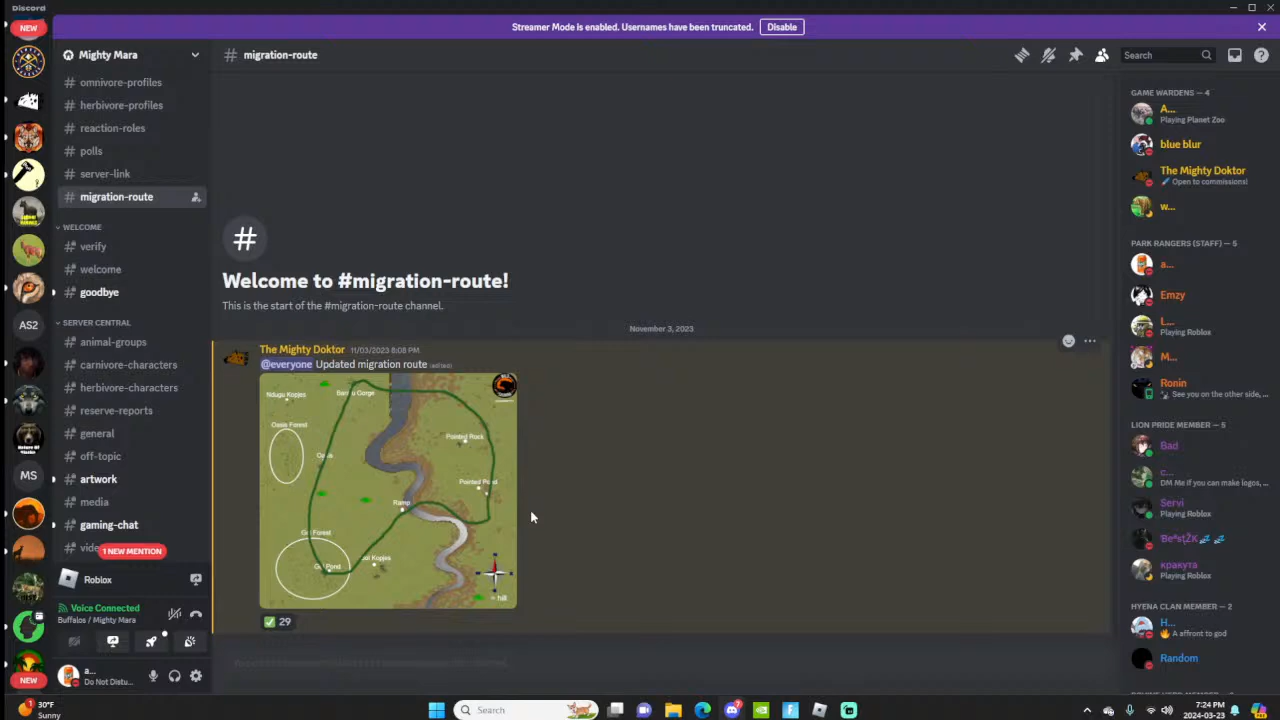 Discord
Streamer Mode is enabled. Usernames have been truncated.
Disable
NEW
Mighty Mara
# migration-route
Search
# omnivore-profiles
# herbivore-profiles
# reaction-roles
# polls
# server-link
# migration-route
WELCOME
# verify
# welcome
# goodbye
AS2
SERVER CENTRAL
# animal-groups
# carnivore-characters
# herbivore-characters
# reserve-reports
# general
# off-topic
MS
# artwork
# media
# gaming-chat
1 NEW MENTION
Roblox
Voice Connected
Buffalos / Mighty Mara
a...
Do Not Distu...
NEW
#
Welcome to #migration-route!
This is the start of the #migration-route channel.
November 3, 2023
The Mighty Doktor 11/03/2023 8:08 PM
@everyone Updated migration route (edited)
Ndugu Kopjes
Oasis Forest
Pointed Rock
Pointed Pond
Ramp
= hill
29
GAME WARDENS — 4
A...
Playing Planet Zoo
blue blur
The Mighty Doktor
Open to commissions!
w...
PARK RANGERS (STAFF) — 5
a...
Emzy
L...
Playing Roblox
M...
Ronin
See you on the other side, ...
LION PRIDE MEMBER — 5
Bad
c...
DM Me If you can make logos, ...
Servi
Playing Roblox
кракута
Playing Roblox
HYENA CLAN MEMBER — 2
H...
A affront to god
Random
30°F
Sunny
Search
7:24 PM
2024-03-23